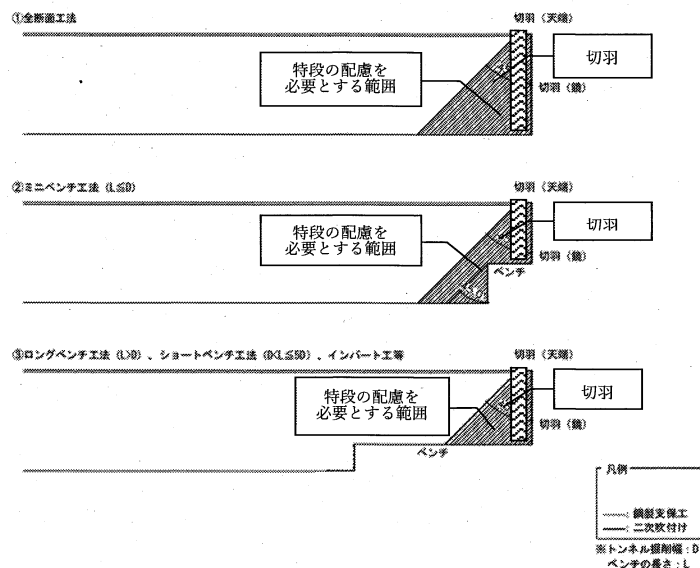 ①全断面工法
切羽（天端）
特段の配慮を
必要とする範囲
切羽
切羽（鏡）
②ミニベンチ工法（L≦D）
切羽（天端）
特段の配慮を
必要とする範囲
切羽
切羽（鏡）
ベンチ
③ロングベンチ工法（L>D）、ショートベンチ工法（D<L≦5D）、インバート工等
切羽（天端）
特段の配慮を
必要とする範囲
切羽
切羽（鏡）
ベンチ
凡例
：鋼製支保工
：二次吹付け
※トンネル掘削幅：D
ベンチの長さ：L